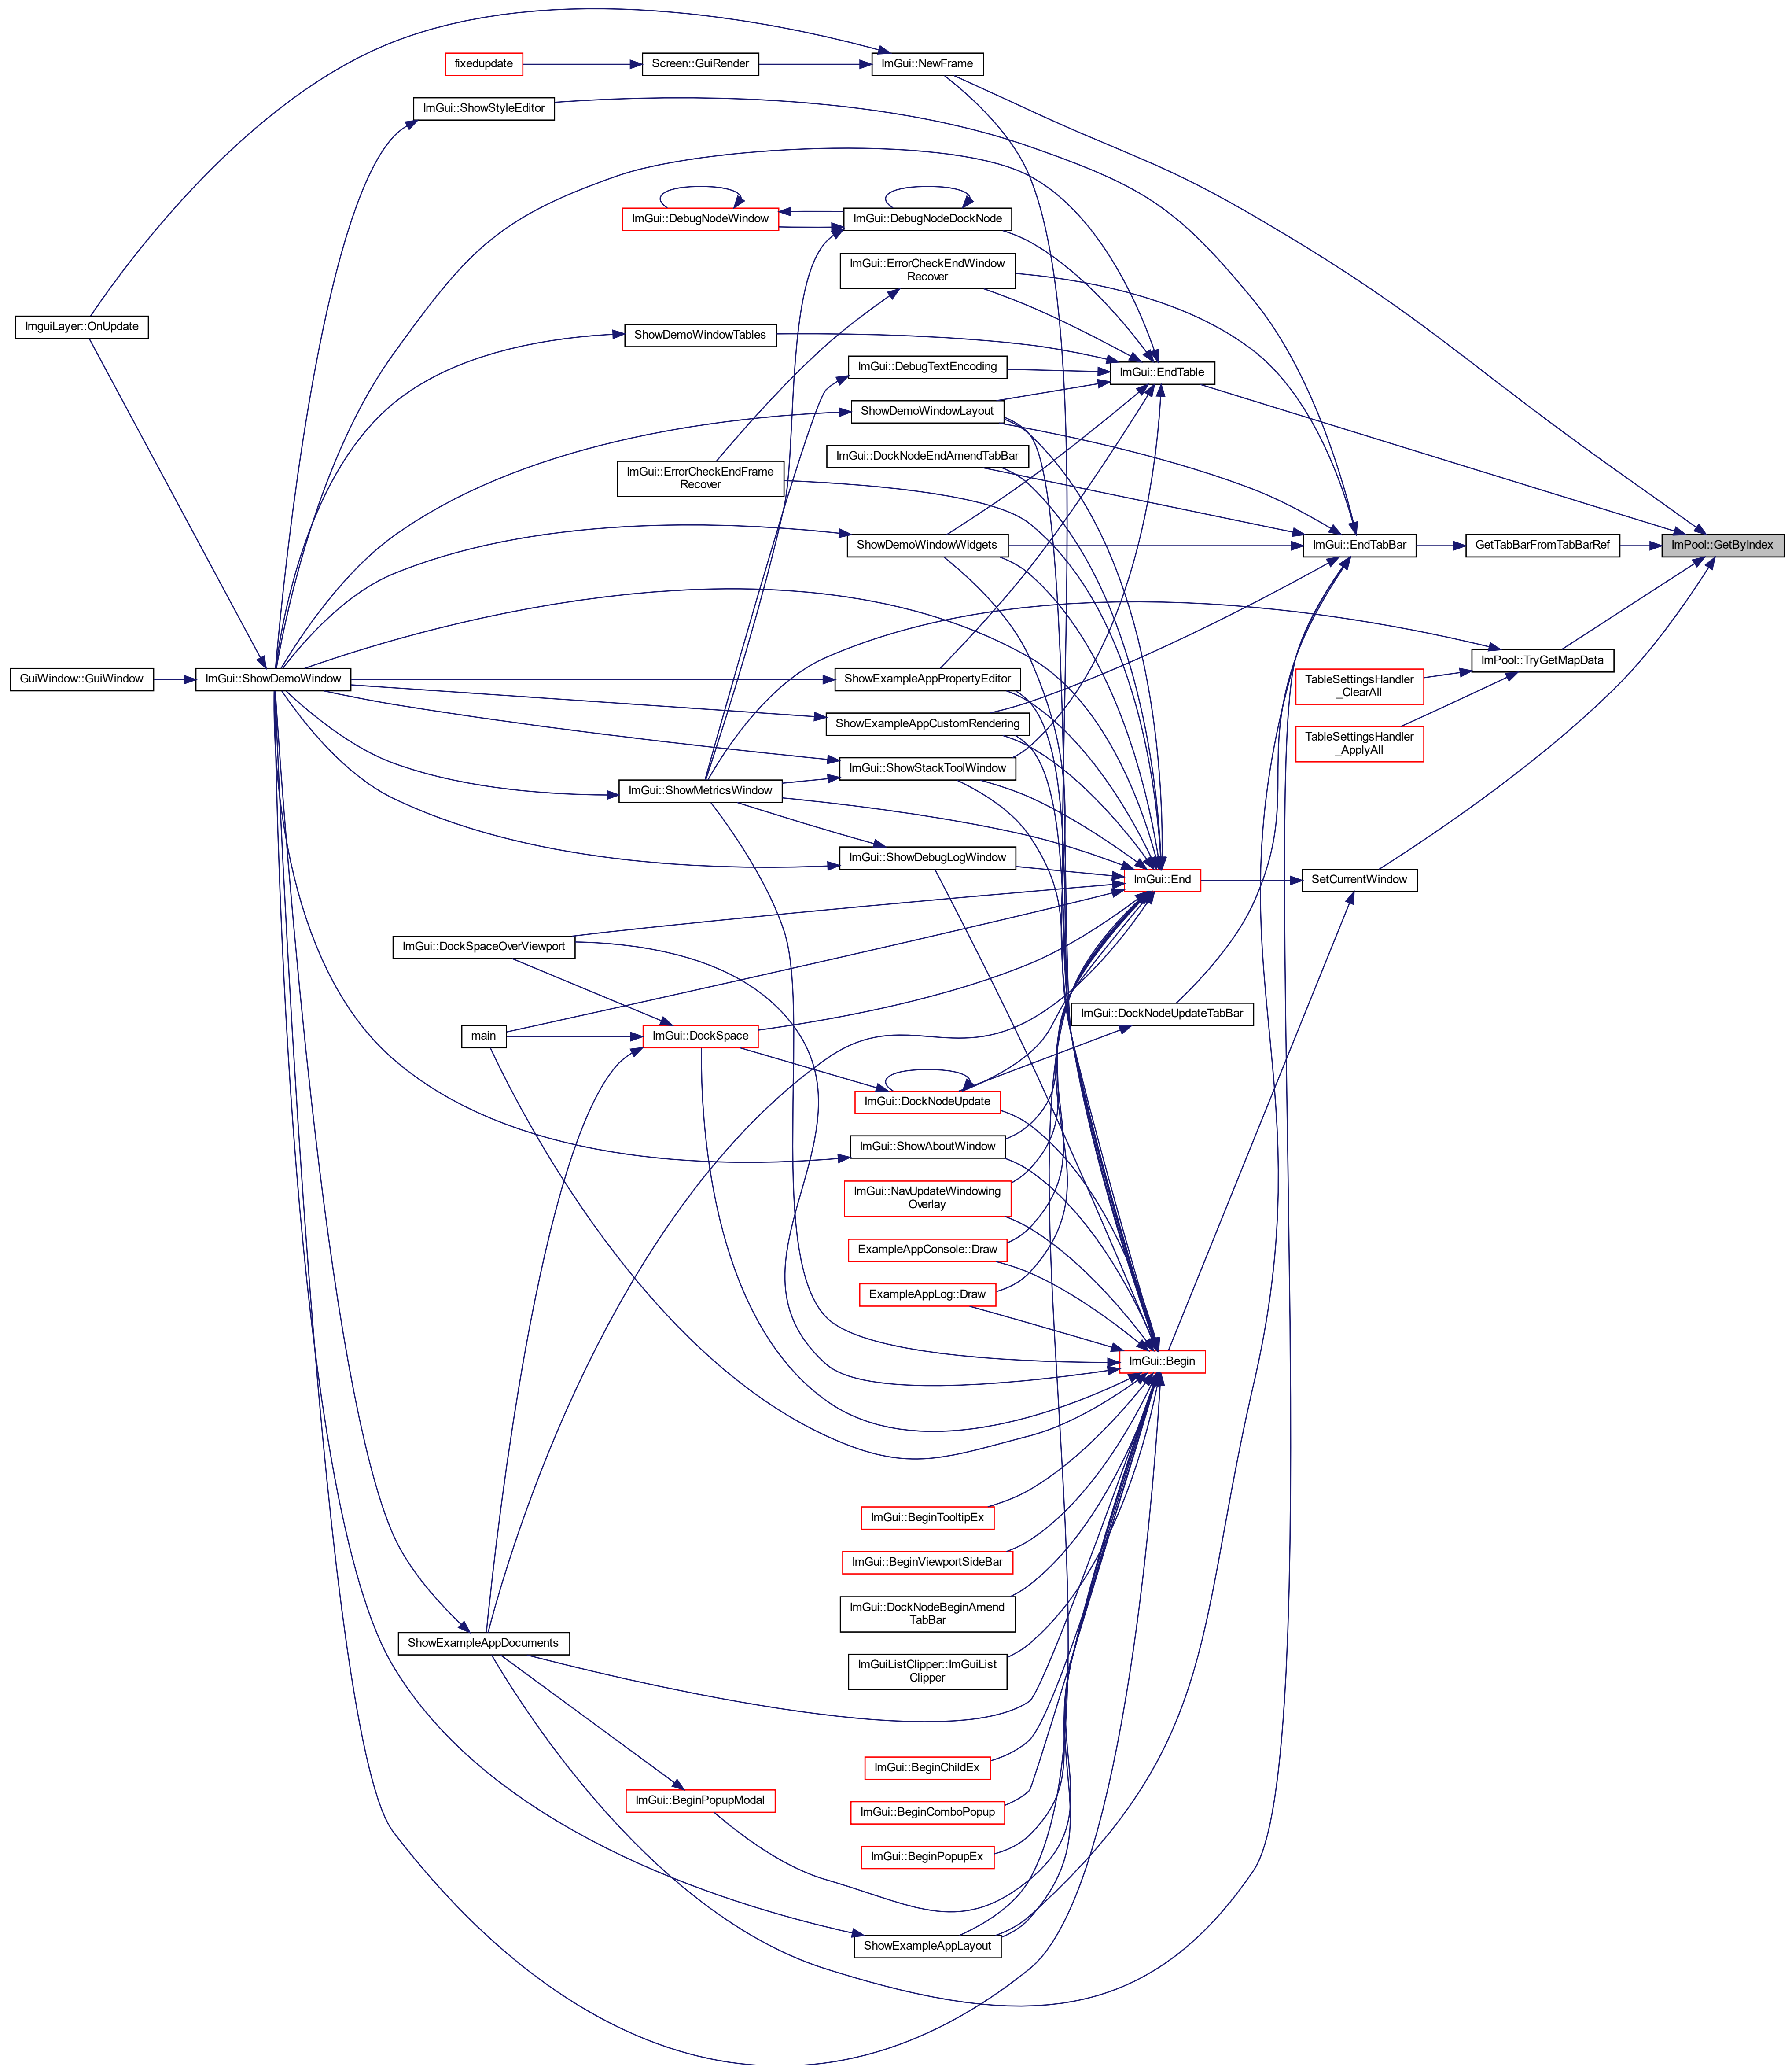 fixedupdate
Screen::GuiRender
ImGui::NewFrame
ImGui::ShowStyleEditor
ImGui::DebugNodeWindow
ImGui::DebugNodeDockNode
ImGui::ErrorCheckEndWindow
Recover
ImguiLayer::OnUpdate
ShowDemoWindowTables
ImGui::DebugTextEncoding
ImGui::EndTable
ShowDemoWindowLayout
ImGui::DockNodeEndAmendTabBar
ImGui::ErrorCheckEndFrame
Recover
ShowDemoWindowWidgets
ImGui::EndTabBar
GetTabBarFromTabBarRef
ImPool::GetByIndex
ImPool::TryGetMapData
GuiWindow::GuiWindow
ImGui::ShowDemoWindow
ShowExampleAppPropertyEditor
TableSettingsHandler
_ClearAll
ShowExampleAppCustomRendering
TableSettingsHandler
_ApplyAll
ImGui::ShowStackToolWindow
ImGui::ShowMetricsWindow
ImGui::ShowDebugLogWindow
ImGui::End
SetCurrentWindow
ImGui::DockSpaceOverViewport
ImGui::DockNodeUpdateTabBar
main
ImGui::DockSpace
ImGui::DockNodeUpdate
ImGui::ShowAboutWindow
ImGui::NavUpdateWindowing
Overlay
ExampleAppConsole::Draw
ExampleAppLog::Draw
ImGui::Begin
ImGui::BeginTooltipEx
ImGui::BeginViewportSideBar
ImGui::DockNodeBeginAmend
TabBar
ShowExampleAppDocuments
ImGuiListClipper::ImGuiList
Clipper
ImGui::BeginChildEx
ImGui::BeginPopupModal
ImGui::BeginComboPopup
ImGui::BeginPopupEx
ShowExampleAppLayout